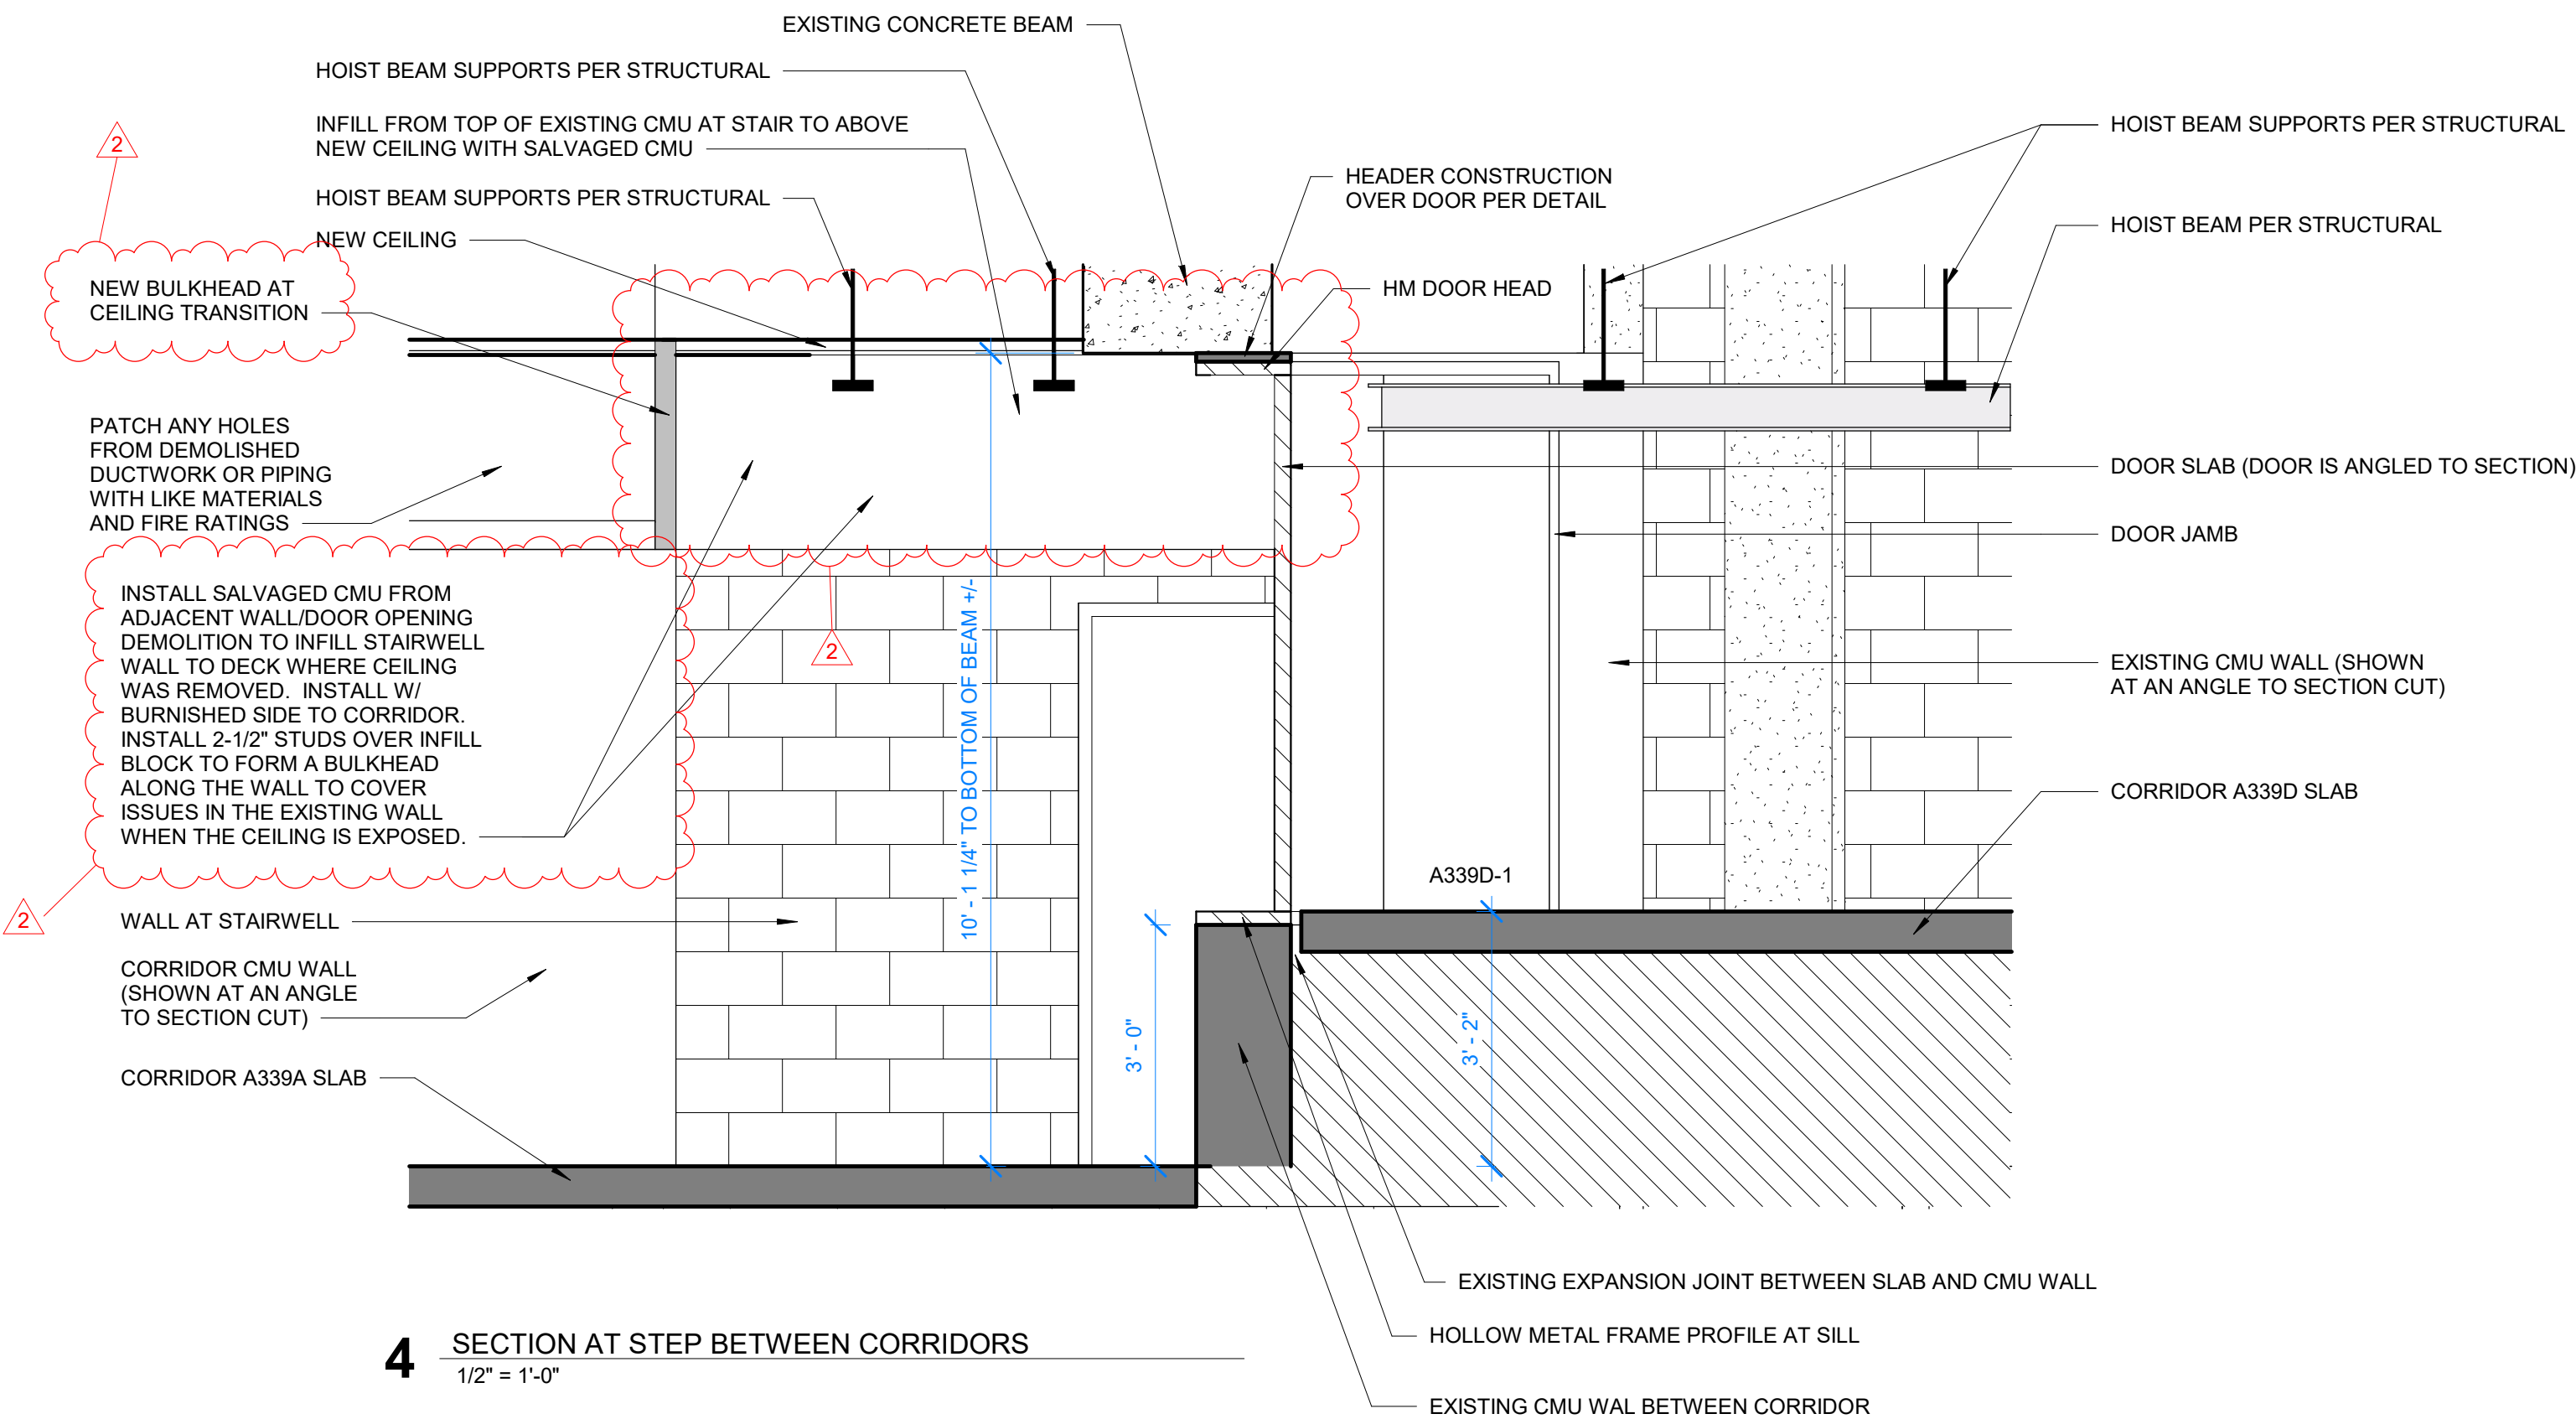 EXISTING CONCRETE BEAM
HOIST BEAM SUPPORTS PER STRUCTURAL
INFILL FROM TOP OF EXISTING CMU AT STAIR TO ABOVE
NEW CEILING WITH SALVAGED CMU
HOIST BEAM SUPPORTS PER STRUCTURAL
NEW CEILING
2
NEW BULKHEAD AT
CEILING TRANSITION
PATCH ANY HOLES
FROM DEMOLISHED
DUCTWORK OR PIPING
WITH LIKE MATERIALS
AND FIRE RATINGS
INSTALL SALVAGED CMU FROM
ADJACENT WALL/DOOR OPENING
DEMOLITION TO INFILL STAIRWELL
WALL TO DECK WHERE CEILING
WAS REMOVED. INSTALL W/
BURNISHED SIDE TO CORRIDOR.
INSTALL 2-1/2" STUDS OVER INFILL
BLOCK TO FORM A BULKHEAD
ALONG THE WALL TO COVER
ISSUES IN THE EXISTING WALL
WHEN THE CEILING IS EXPOSED.
2
WALL AT STAIRWELL
CORRIDOR CMU WALL
(SHOWN AT AN ANGLE
TO SECTION CUT)
CORRIDOR A339A SLAB
2
10' - 1 1/4" TO BOTTOM OF BEAM +/-
3' - 0"
3' - 2"
A339D-1
HEADER CONSTRUCTION
OVER DOOR PER DETAIL
HM DOOR HEAD
HOIST BEAM SUPPORTS PER STRUCTURAL
HOIST BEAM PER STRUCTURAL
DOOR SLAB (DOOR IS ANGLED TO SECTION)
DOOR JAMB
EXISTING CMU WALL (SHOWN
AT AN ANGLE TO SECTION CUT)
CORRIDOR A339D SLAB
EXISTING EXPANSION JOINT BETWEEN SLAB AND CMU WALL
HOLLOW METAL FRAME PROFILE AT SILL
EXISTING CMU WAL BETWEEN CORRIDOR
4 SECTION AT STEP BETWEEN CORRIDORS
1/2" = 1'-0"